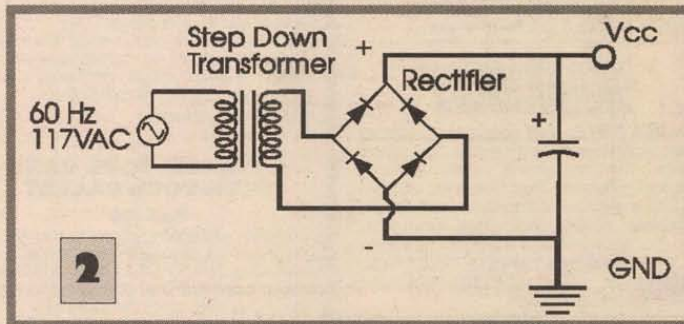 Step Down
Transformer
+
Rectifier
Vcc
60 Hz
117VAC
+
-
GND
2